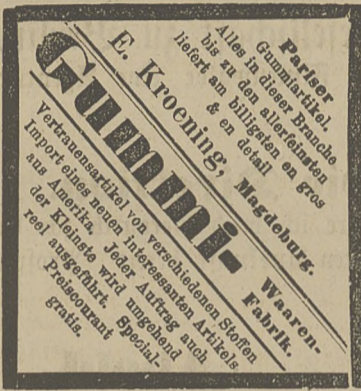 Pariser
Gummiartikel.
Alles in dieser Branche
bis zu den allerfeinsten
liefert am billigsten en gros
& en detail
E. Kroening, Magdeburg.
Gummi-Waaren-
Fabrik.
Vertrauensartikel von verschiedenen Stoffen
Import eines neuen interessanten Artikels
aus Amerika. Jeder Auftrag auch
der Kleinste wird umgehend
reel ausgeführt. Special-
Preiscourant
gratis.